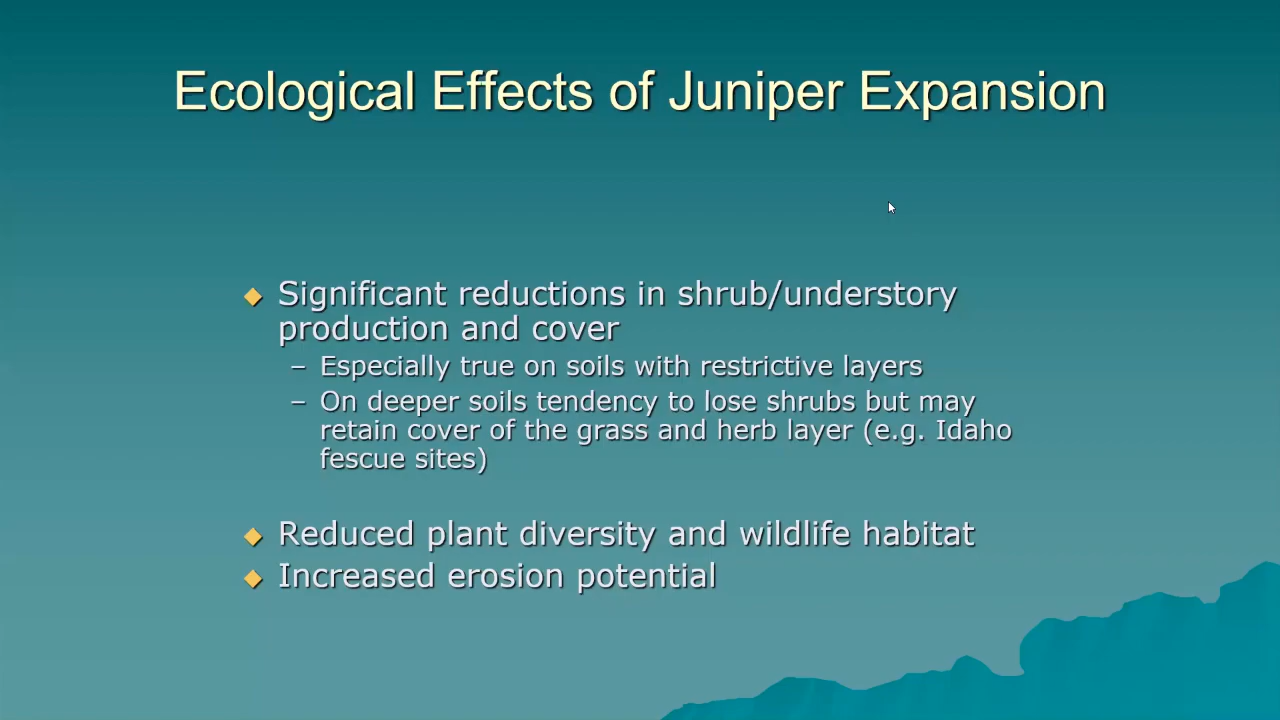 Ecological Effects of Juniper Expansion
◆ Significant reductions in shrub/understory
production and cover
– Especially true on soils with restrictive layers
– On deeper soils tendency to lose shrubs but may
retain cover of the grass and herb layer (e.g. Idaho
fescue sites)
◆ Reduced plant diversity and wildlife habitat
◆ Increased erosion potential